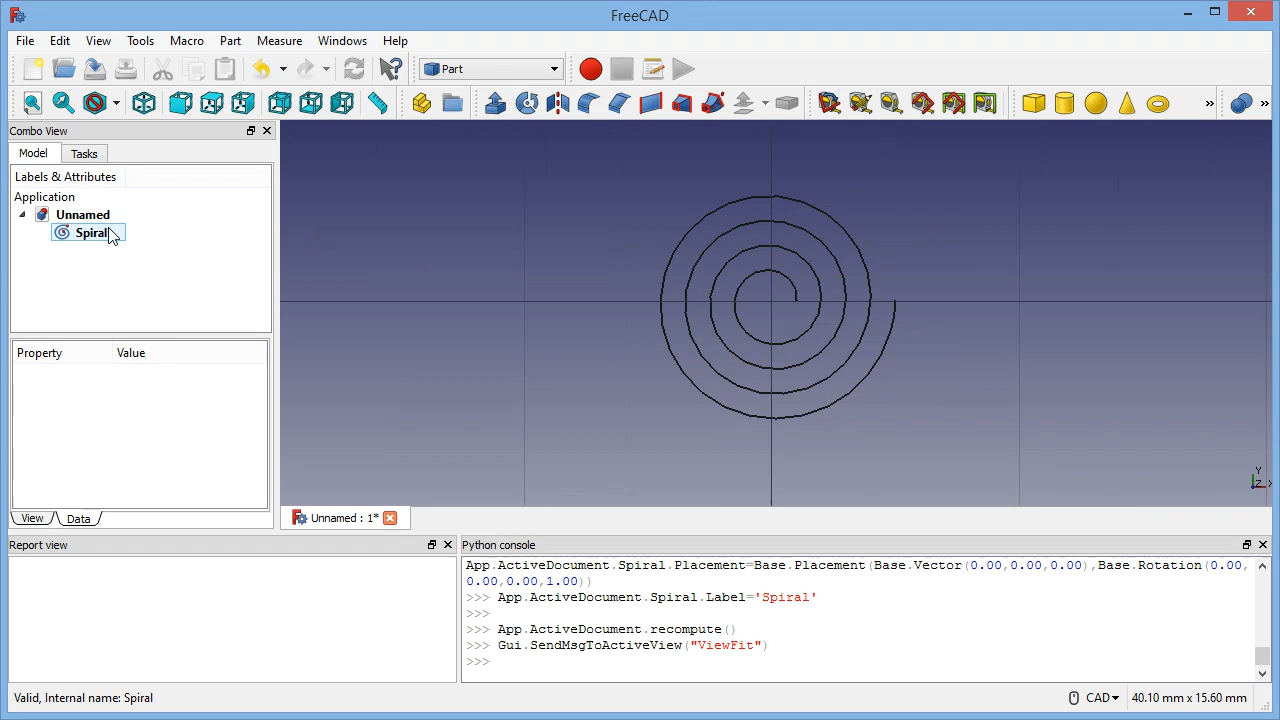 FreeCAD
File Edit View Tools Macro Part Measure Windows Help
Part
Combo View
Model Tasks
Labels & Attributes
Application
Unnamed
Spiral
Property Value
View Data
Y
Z X
Unnamed : 1*
Report view
Python console
App.ActiveDocument.Spiral.Placement=Base.Placement(Base.Vector(0.00,0.00,0.00),Base.Rotation(0.00,
0.00,0.00,1.00))
>>> App.ActiveDocument.Spiral.Label='Spiral'
>>>
>>> App.ActiveDocument.recompute()
>>> Gui.SendMsgToActiveView("ViewFit")
>>>
Valid, Internal name: Spiral
CAD
40.10 mm x 15.60 mm